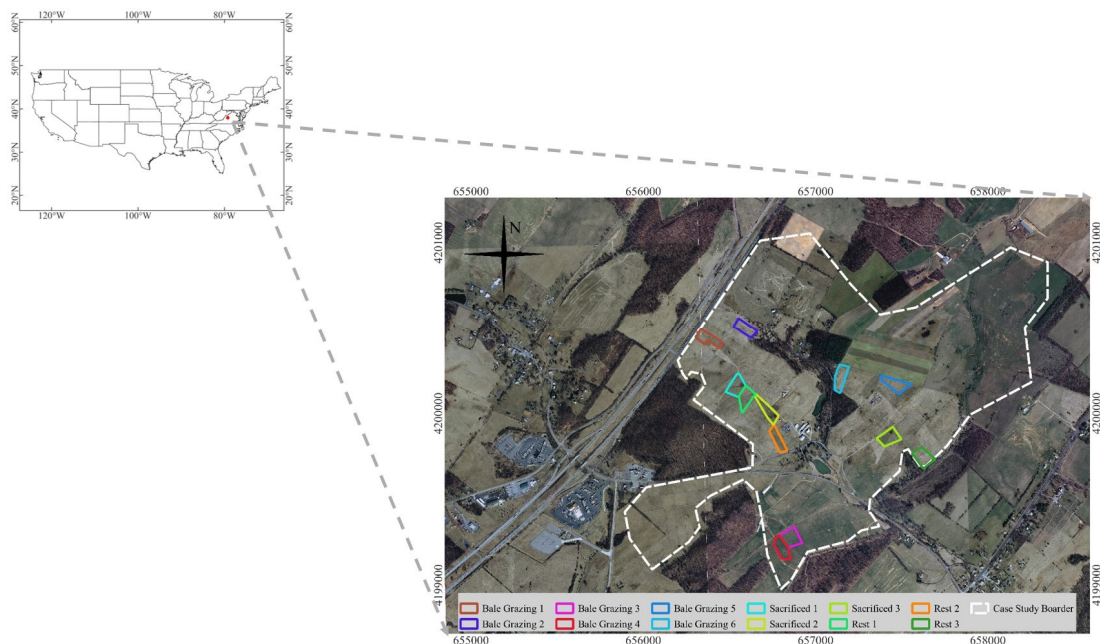 120°W 100°W 80°W
60°N 60°N
50°N 50°N
40°N 40°N
30°N 30°N
20°N 20°N
120°W 100°W 80°W
655000 656000 657000 658000
N
4201000 4201000
4200000 4200000
4199000 4199000
Bale Grazing 1 Bale Grazing 3 Bale Grazing 5 Sacrificed 1 Sacrificed 3 Rest 2 Case Study Boarder
Bale Grazing 2 Bale Grazing 4 Bale Grazing 6 Sacrificed 2 Rest 1 Rest 3
655000 656000 657000 658000